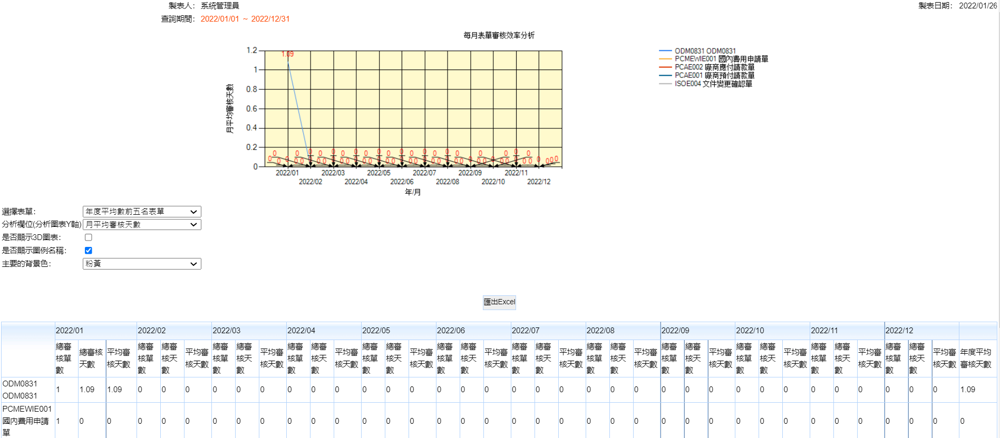 製表人： 系統管理員
製表日期： 2022/01/26
查詢期間： 2022/01/01 ～ 2022/12/31
每月表單審核效率分析
1.2
1
0.8
0.6
0.4
0.2
0
月平均審核天數
1.09
0 0 0 0 0 0 0 0 0 0 0 0
2022/01 2022/03 2022/05 2022/07 2022/09 2022/11
2022/02 2022/04 2022/06 2022/08 2022/10 2022/12
年/月
ODM0831 ODM0831
PCMEWIE001 國內費用申請單
PCAE002 廠商應付請款單
PCAE001 廠商預付請款單
ISOE004 文件變更確認單
選擇表單： 年度平均數前五名表單
分析欄位(分析圖表Y軸) 月平均審核天數
是否顯示3D圖表：
是否顯示圖例名稱：
主要的背景色： 粉黃
匯出Excel
2022/01 2022/02 2022/03 2022/04 2022/05 2022/06 2022/07 2022/08 2022/09 2022/10 2022/11 2022/12
總審核單數 總審核天數 平均審核天數 總審核單數 總審核天數 平均審核天數 總審核單數 總審核天數 平均審核天數 總審核單數 總審核天數 平均審核天數 總審核單數 總審核天數 平均審核天數 總審核單數 總審核天數 平均審核天數 總審核單數 總審核天數 平均審核天數 總審核單數 總審核天數 平均審核天數 總審核單數 總審核天數 平均審核天數 總審核單數 總審核天數 平均審核天數 總審核單數 總審核天數 平均審核天數 總審核單數 總審核天數 平均審核天數 年度平均審核天數
ODM0831 ODM0831 1 1.09 1.09 0 0 0 0 0 0 0 0 0 0 0 0 0 0 0 0 0 0 0 0 0 0 0 0 0 0 0 0 0 0 0 0 0 1.09
PCMEWIE001 國內費用申請單 1 0 0 0 0 0 0 0 0 0 0 0 0 0 0 0 0 0 0 0 0 0 0 0 0 0 0 0 0 0 0 0 0 0 0 0 0